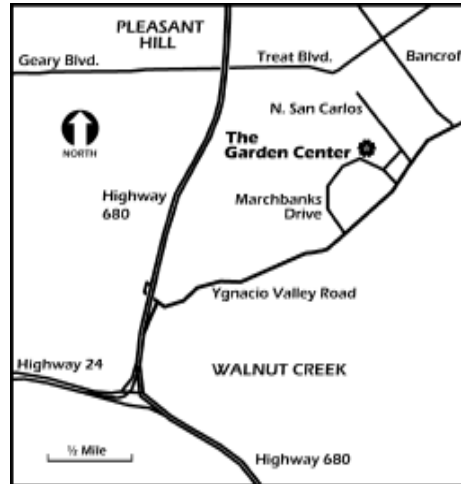 PLEASANT
HILL
Geary Blvd.
Treat Blvd.
Bancrof
N. San Carlos
NORTH
The
Garden Center
Highway
680
Marchbanks
Drive
Ygnacio Valley Road
Highway 24
WALNUT CREEK
½ Mile
Highway 680